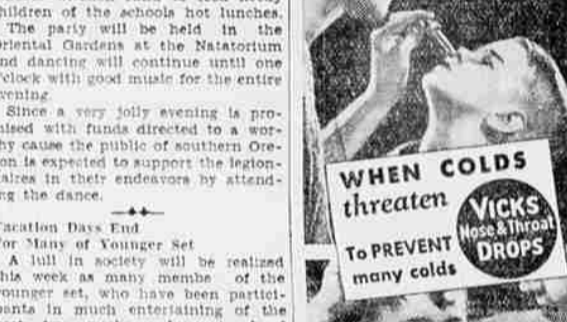 children of the schools hot lunches.
The party will be held in the
Oriental Gardens at the Natatorium
and dancing will continue until one
o'clock with good music for the entire
evening.
Since a very jolly evening is pro-
mised with funds directed to a wor-
thy cause the public of southern Ore-
gon is expected to support the legion-
naires in their endeavors by attend-
ing the dance.
Vacation Days End
For Many of Younger Set
A lull in society will be realized
this week as many membe of the
younger set, who have been partici-
pants in much entertaining of the
WHEN COLDS
threaten
To PREVENT
many colds
VICKS
Nose & Throat
DROPS